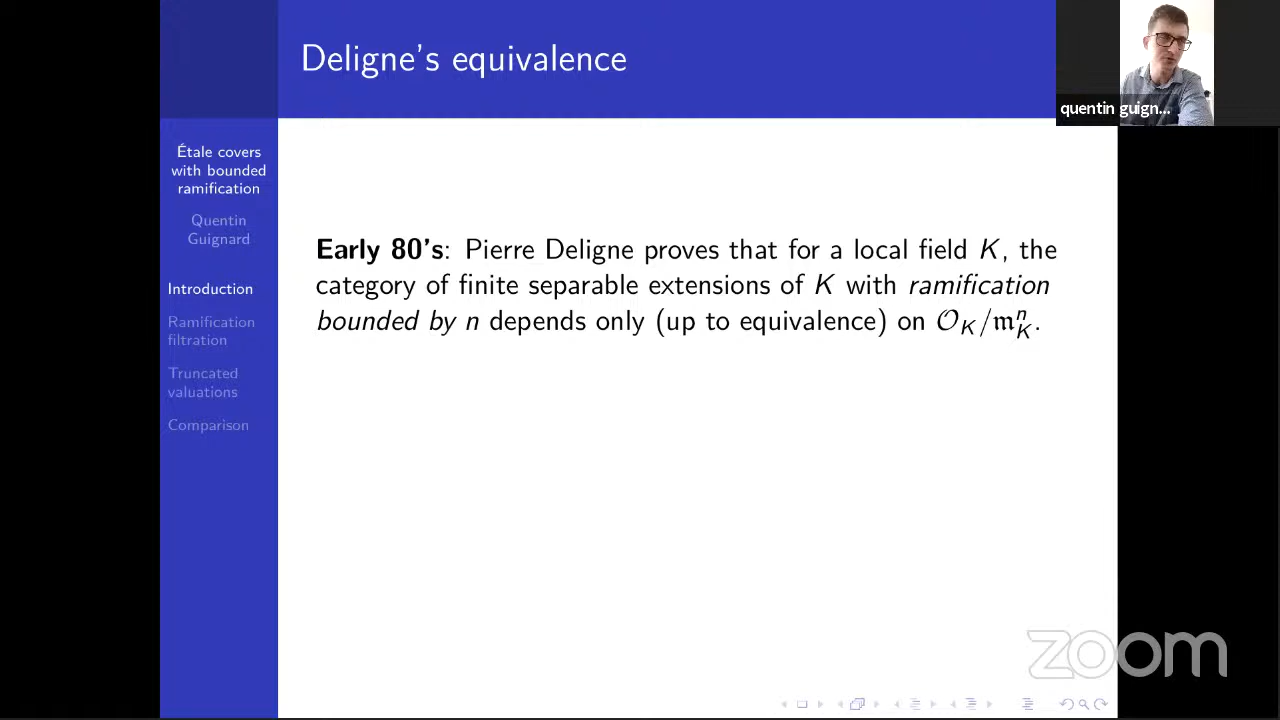 Deligne's equivalence
quentin guign...
Étale covers
with bounded
ramification
Quentin
Guignard
Introduction
Ramification
filtration
Truncated
valuations
Comparison
Early 80's: Pierre Deligne proves that for a local field K, the
category of finite separable extensions of K with ramification
bounded by n depends only (up to equivalence) on 𝒪_K/𝔪_K^n.
zoom